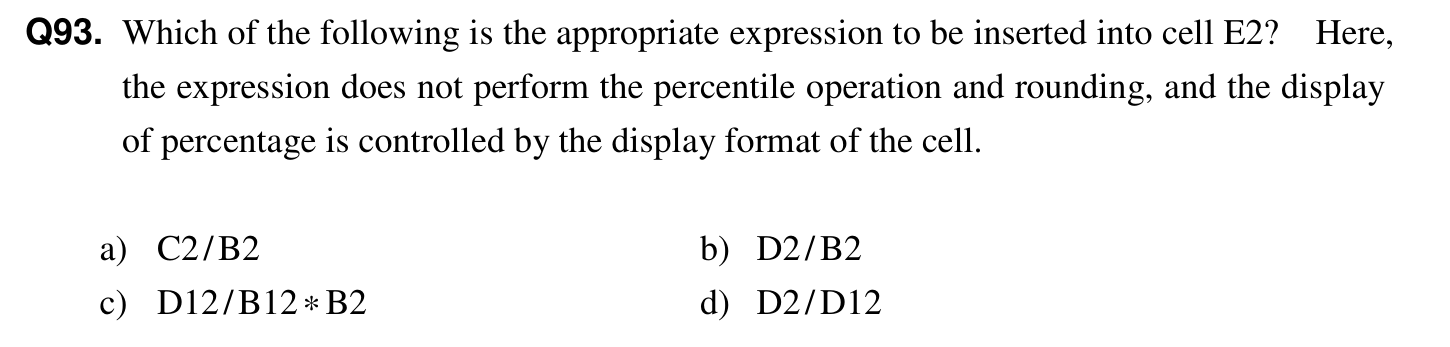 Q93. Which of the following is the appropriate expression to be inserted into cell E2? Here,
the expression does not perform the percentile operation and rounding, and the display
of percentage is controlled by the display format of the cell.
a) C2/B2 b) D2/B2
c) D12/B12*B2 d) D2/D12